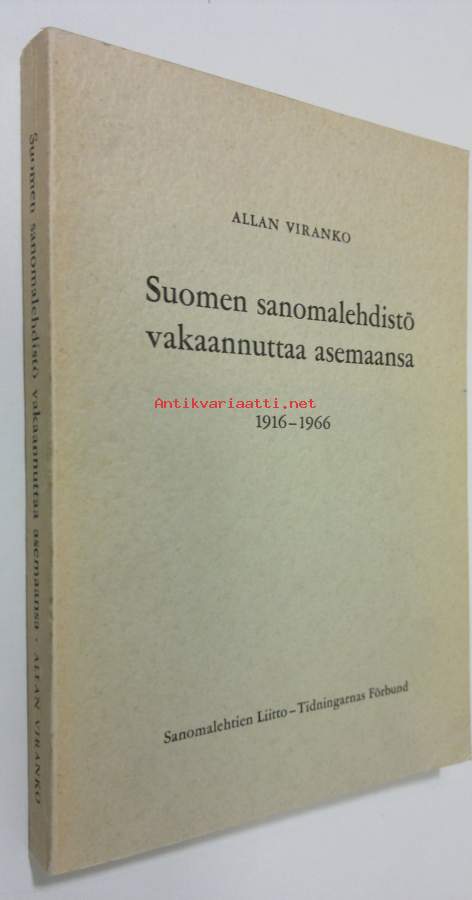 ALLAN VIRANKO
Suomen sanomalehdistö
vakaannuttaa asemaansa
Antikvariaatti.net
1916–1966
Sanomalehtien Liitto – Tidningarnas Förbund
Suomen sanomalehdistö vakaannuttaa asemaansa · ALLAN VIRANKO